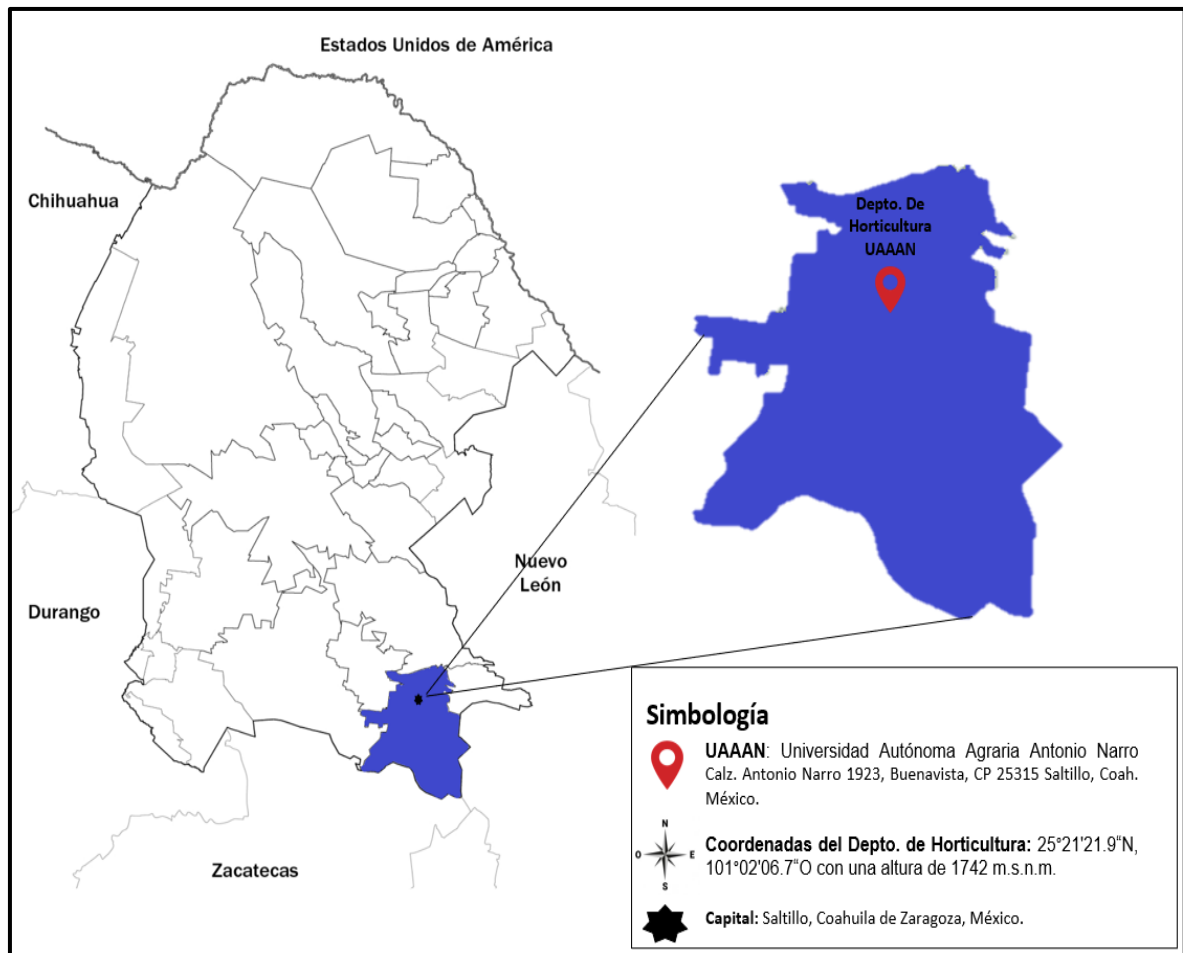 Estados Unidos de América
Chihuahua
Depto. De
Horticultura
UAAAN
Nuevo
León
Durango
Zacatecas
Simbología
UAAAN: Universidad Autónoma Agraria Antonio Narro
Calz. Antonio Narro 1923, Buenavista, CP 25315 Saltillo, Coah.
México.
N
O
E
S
Coordenadas del Depto. de Horticultura: 25°21'21.9“N,
101°02'06.7“O con una altura de 1742 m.s.n.m.
Capital: Saltillo, Coahuila de Zaragoza, México.